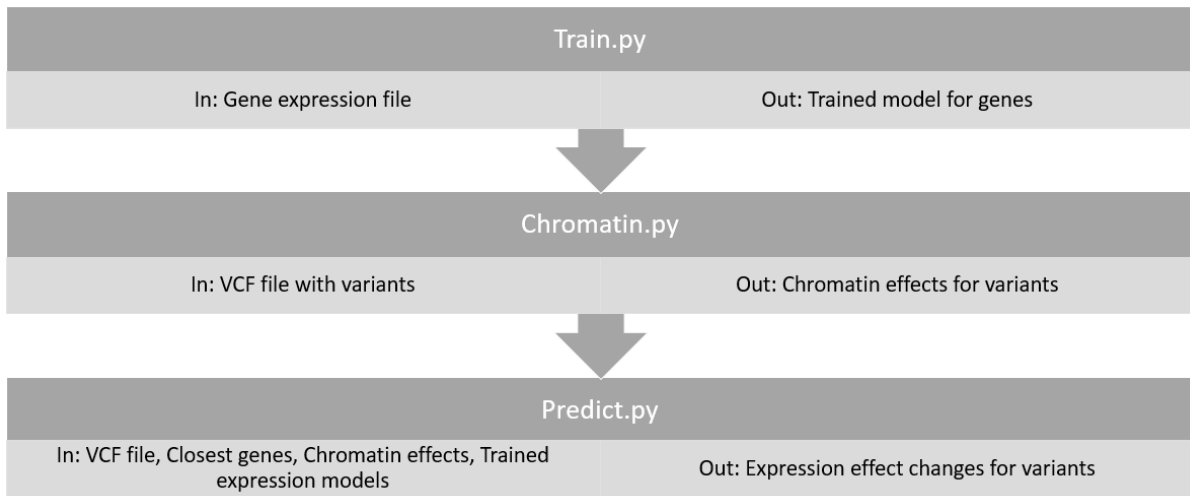 Train.py
In: Gene expression file
Out: Trained model for genes
Chromatin.py
In: VCF file with variants
Out: Chromatin effects for variants
Predict.py
In: VCF file, Closest genes, Chromatin effects, Trained
expression models
Out: Expression effect changes for variants